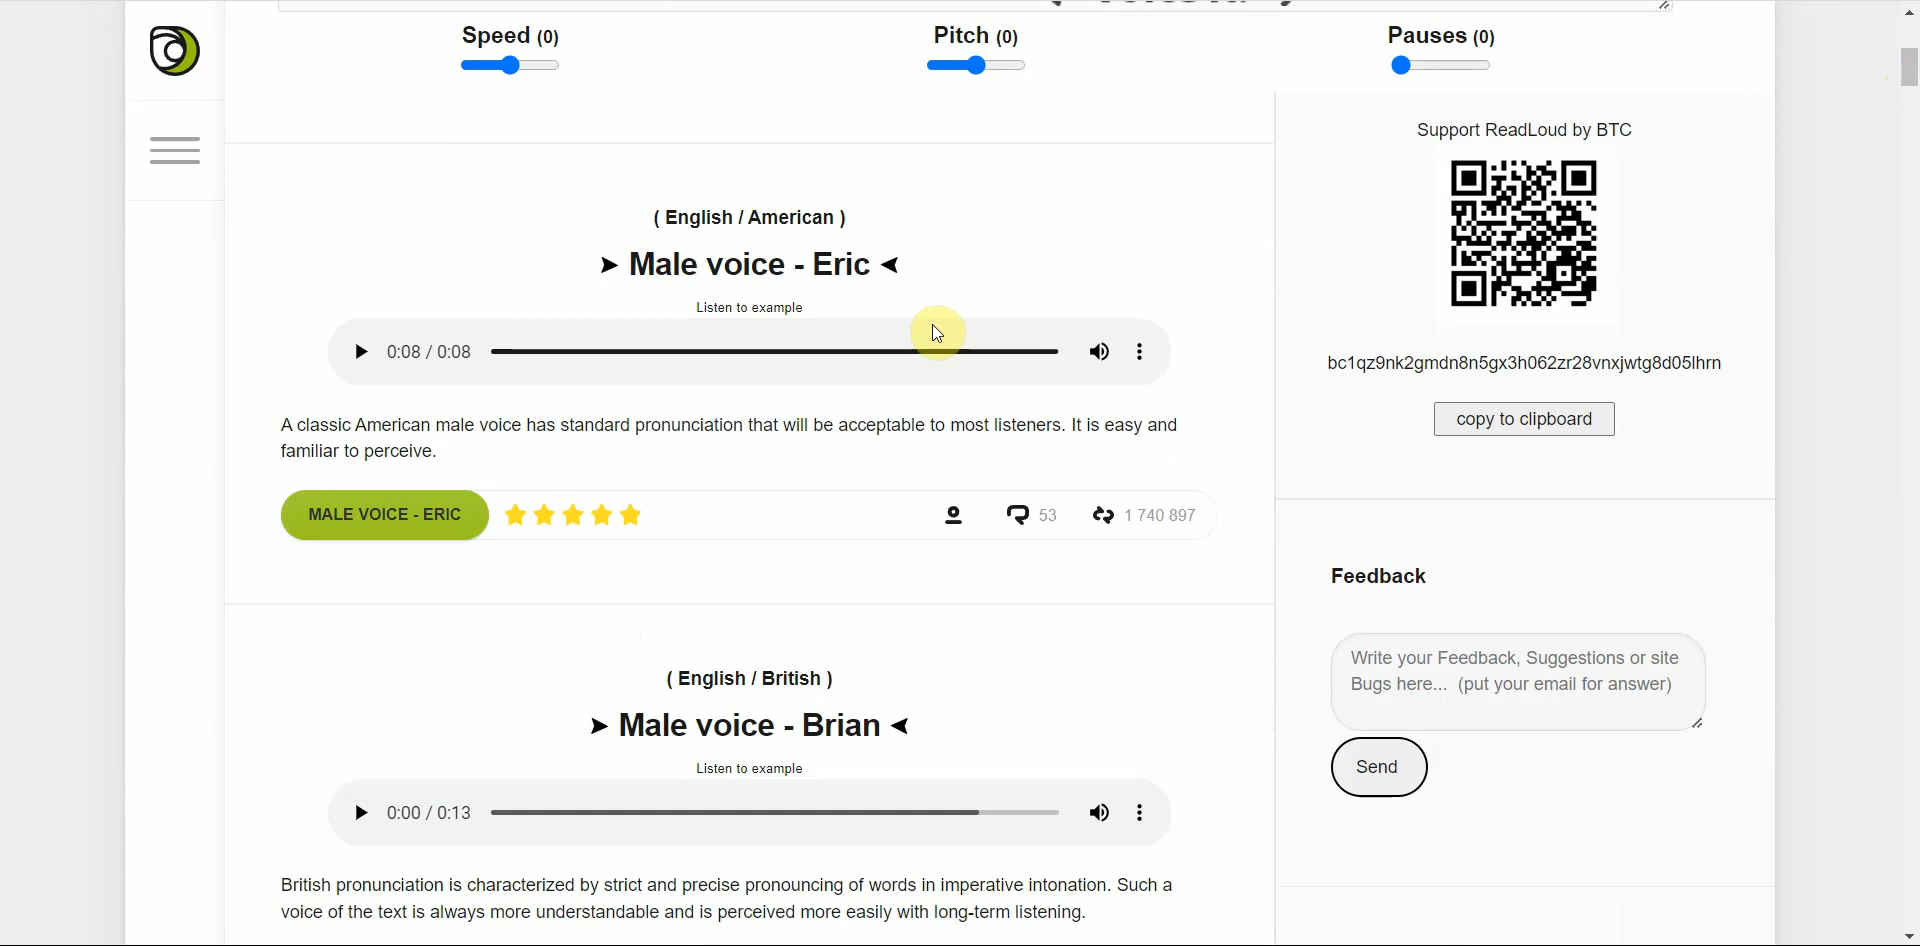 Speed (0)
Pitch (0)
Pauses (0)
( English / American )
➤ Male voice - Eric ⮜
Listen to example
0:08 / 0:08
A classic American male voice has standard pronunciation that will be acceptable to most listeners. It is easy and
familiar to perceive.
MALE VOICE - ERIC
53
1 740 897
( English / British )
➤ Male voice - Brian ⮜
Listen to example
0:00 / 0:13
British pronunciation is characterized by strict and precise pronouncing of words in imperative intonation. Such a
voice of the text is always more understandable and is perceived more easily with long-term listening.
Support ReadLoud by BTC
bc1qz9nk2gmdn8n5gx3h062zr28vnxjwtg8d05lhrn
copy to clipboard
Feedback
Write your Feedback, Suggestions or site
Bugs here... (put your email for answer)
Send